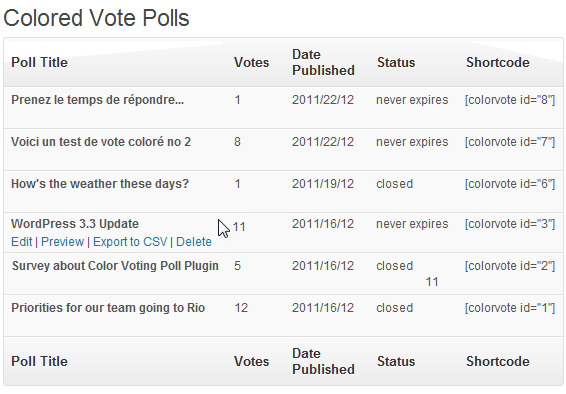 Colored Vote Polls
Poll Title Votes Date Published Status Shortcode
Prenez le temps de répondre... 1 2011/22/12 never expires [colorvote id="8"]
Voici un test de vote coloré no 2 8 2011/22/12 never expires [colorvote id="7"]
How's the weather these days? 1 2011/19/12 closed [colorvote id="6"]
WordPress 3.3 Update 11 2011/16/12 never expires [colorvote id="3"]
Edit | Preview | Export to CSV | Delete
Survey about Color Voting Poll Plugin 5 2011/16/12 closed [colorvote id="2"]
11
Priorities for our team going to Rio 12 2011/16/12 closed [colorvote id="1"]
Poll Title Votes Date Published Status Shortcode